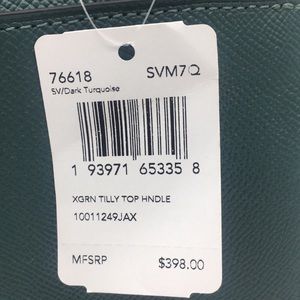 76618 SVM7Q
SV/Dark Turquoise
1 93971 65335 8
XGRN TILLY TOP HNDLE
10011249JAX
MFSRP $398.00